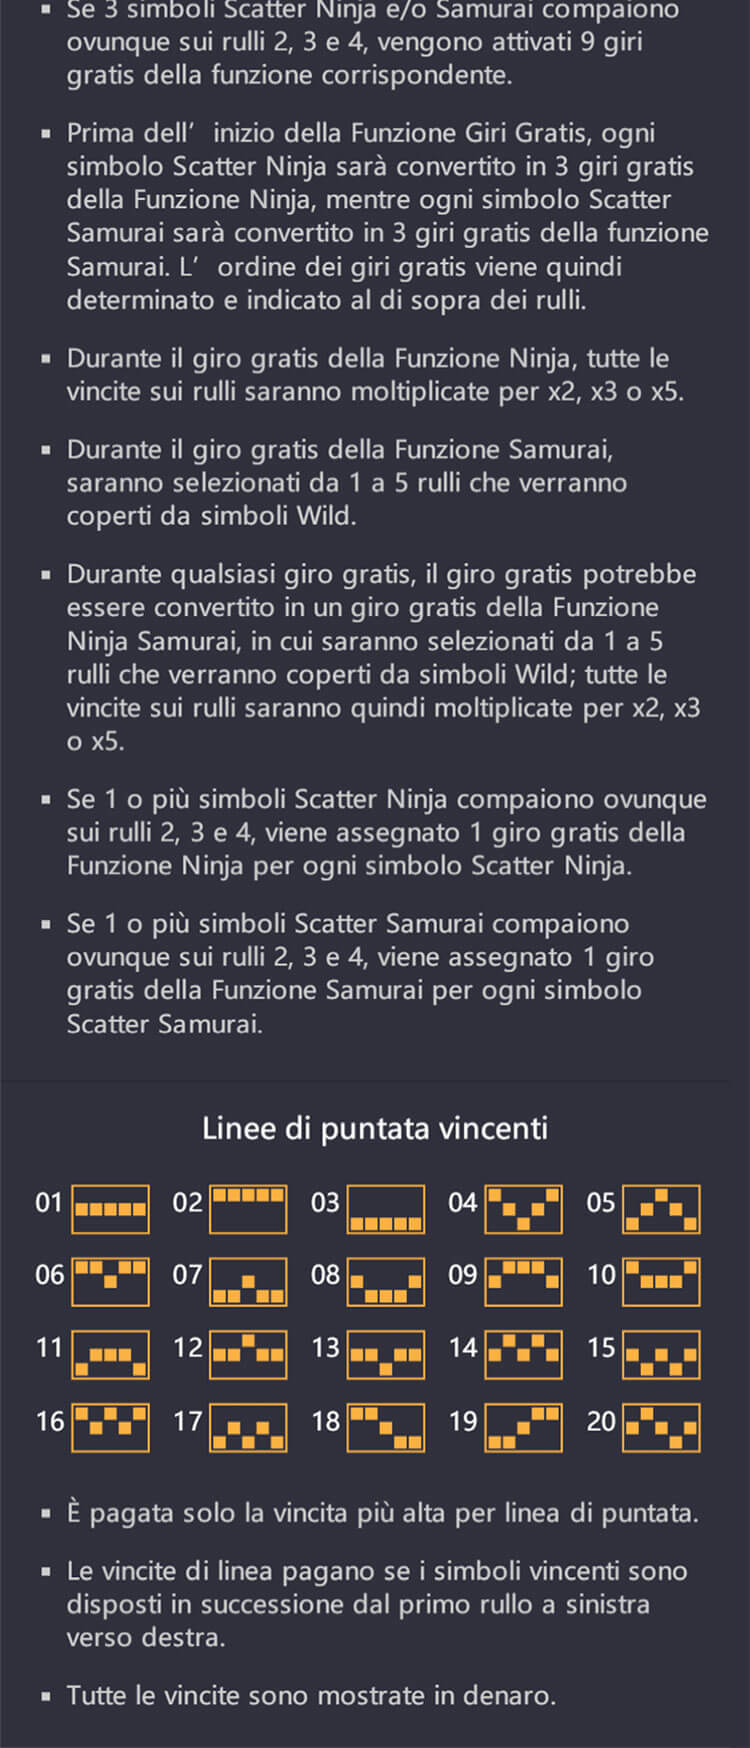 ▪ Se 3 simboli Scatter Ninja e/o Samurai compaiono
ovunque sui rulli 2, 3 e 4, vengono attivati 9 giri
gratis della funzione corrispondente.
▪ Prima dell’ inizio della Funzione Giri Gratis, ogni
simbolo Scatter Ninja sarà convertito in 3 giri gratis
della Funzione Ninja, mentre ogni simbolo Scatter
Samurai sarà convertito in 3 giri gratis della funzione
Samurai. L’ ordine dei giri gratis viene quindi
determinato e indicato al di sopra dei rulli.
▪ Durante il giro gratis della Funzione Ninja, tutte le
vincite sui rulli saranno moltiplicate per x2, x3 o x5.
▪ Durante il giro gratis della Funzione Samurai,
saranno selezionati da 1 a 5 rulli che verranno
coperti da simboli Wild.
▪ Durante qualsiasi giro gratis, il giro gratis potrebbe
essere convertito in un giro gratis della Funzione
Ninja Samurai, in cui saranno selezionati da 1 a 5
rulli che verranno coperti da simboli Wild; tutte le
vincite sui rulli saranno quindi moltiplicate per x2, x3
o x5.
▪ Se 1 o più simboli Scatter Ninja compaiono ovunque
sui rulli 2, 3 e 4, viene assegnato 1 giro gratis della
Funzione Ninja per ogni simbolo Scatter Ninja.
▪ Se 1 o più simboli Scatter Samurai compaiono
ovunque sui rulli 2, 3 e 4, viene assegnato 1 giro
gratis della Funzione Samurai per ogni simbolo
Scatter Samurai.
Linee di puntata vincenti
01 02 03 04 05
06 07 08 09 10
11 12 13 14 15
16 17 18 19 20
▪ È pagata solo la vincita più alta per linea di puntata.
▪ Le vincite di linea pagano se i simboli vincenti sono
disposti in successione dal primo rullo a sinistra
verso destra.
▪ Tutte le vincite sono mostrate in denaro.